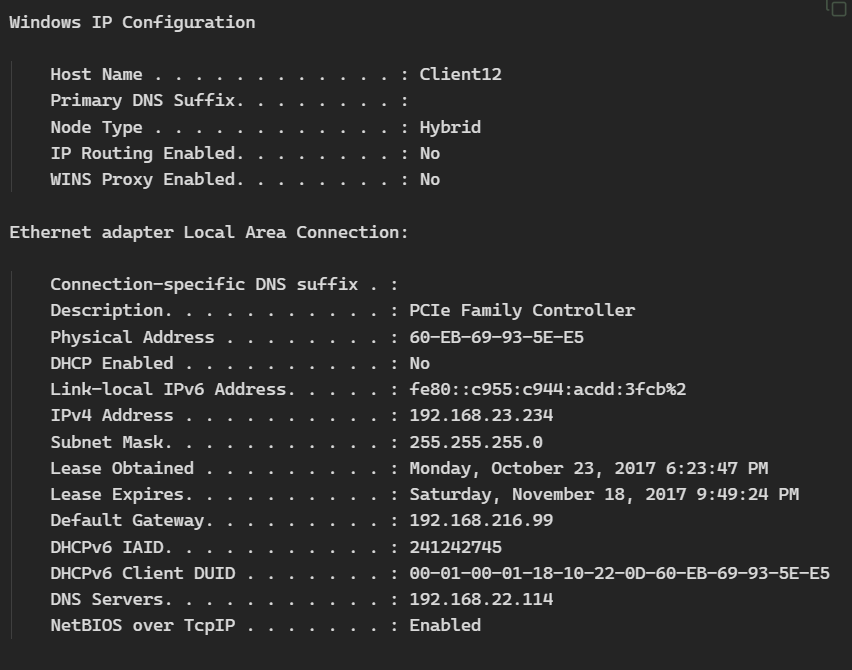 Windows IP Configuration
Host Name . . . . . . . . . . . . : Client12
Primary DNS Suffix. . . . . . . . :
Node Type . . . . . . . . . . . . : Hybrid
IP Routing Enabled. . . . . . . . : No
WINS Proxy Enabled. . . . . . . . : No
Ethernet adapter Local Area Connection:
Connection-specific DNS suffix . :
Description. . . . . . . . . . . : PCIe Family Controller
Physical Address . . . . . . . . : 60-EB-69-93-5E-E5
DHCP Enabled . . . . . . . . . . : No
Link-local IPv6 Address. . . . . : fe80::c955:c944:acdd:3fcb%2
IPv4 Address . . . . . . . . . . : 192.168.23.234
Subnet Mask. . . . . . . . . . . : 255.255.255.0
Lease Obtained . . . . . . . . . : Monday, October 23, 2017 6:23:47 PM
Lease Expires. . . . . . . . . . : Saturday, November 18, 2017 9:49:24 PM
Default Gateway. . . . . . . . . : 192.168.216.99
DHCPv6 IAID. . . . . . . . . . . : 241242745
DHCPv6 Client DUID . . . . . . . : 00-01-00-01-18-10-22-0D-60-EB-69-93-5E-E5
DNS Servers. . . . . . . . . . . : 192.168.22.114
NetBIOS over TcpIP . . . . . . . : Enabled